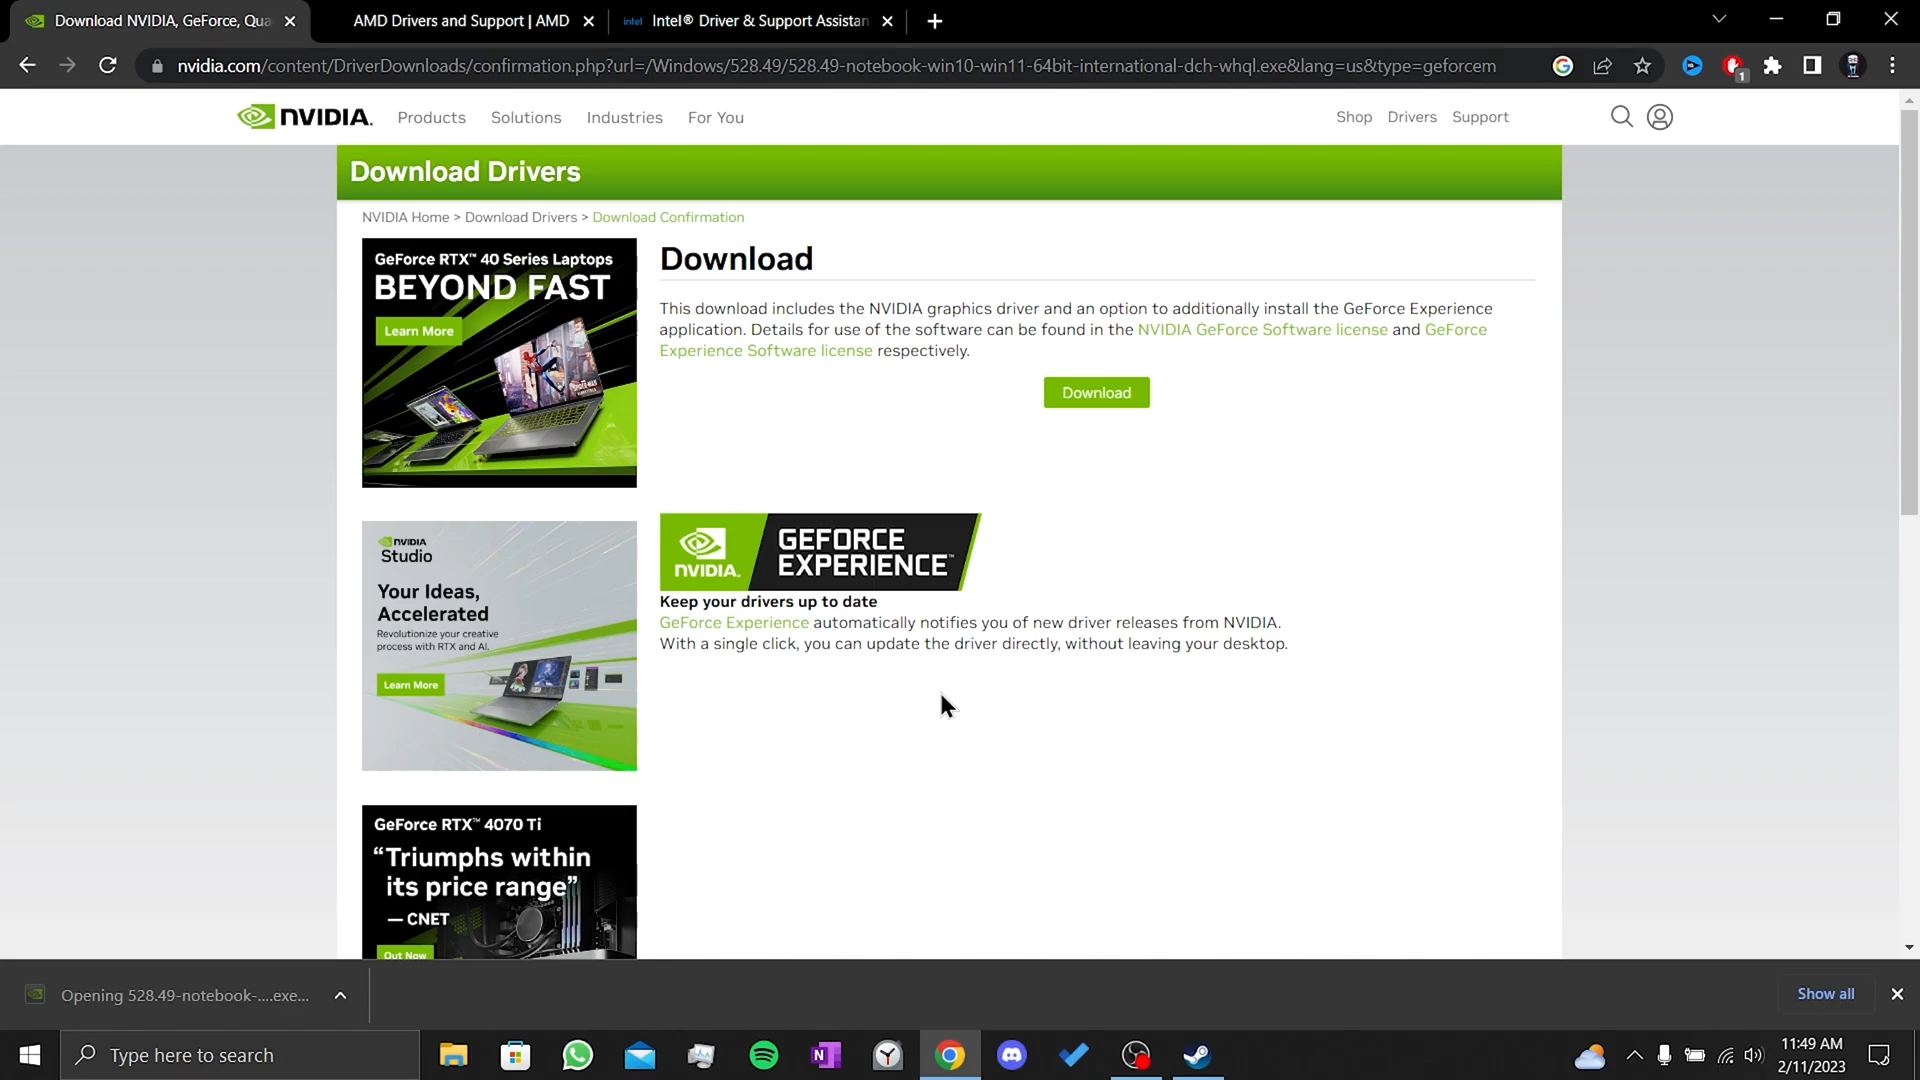 Download NVIDIA, GeForce, Qua
AMD Drivers and Support | AMD
intel Intel® Driver & Support Assistan
nvidia.com/content/DriverDownloads/confirmation.php?url=/Windows/528.49/528.49-notebook-win10-win11-64bit-international-dch-whql.exe&lang=us&type=geforcem
1
NVIDIA. Products Solutions Industries For You Shop Drivers Support
Download Drivers
NVIDIA Home > Download Drivers > Download Confirmation
GeForce RTX™ 40 Series Laptops
BEYOND FAST
Learn More
Download
This download includes the NVIDIA graphics driver and an option to additionally install the GeForce Experience
application. Details for use of the software can be found in the NVIDIA GeForce Software license and GeForce
Experience Software license respectively.
Download
NVIDIA
Studio
Your Ideas,
Accelerated
Revolutionize your creative
process with RTX and AI.
Learn More
NVIDIA.
GEFORCE
EXPERIENCE™
Keep your drivers up to date
GeForce Experience automatically notifies you of new driver releases from NVIDIA.
With a single click, you can update the driver directly, without leaving your desktop.
GeForce RTX™ 4070 Ti
“Triumphs within
its price range”
— CNET
Out Now
Opening 528.49-notebook-....exe...
Show all
Type here to search
N
11:49 AM
2/11/2023